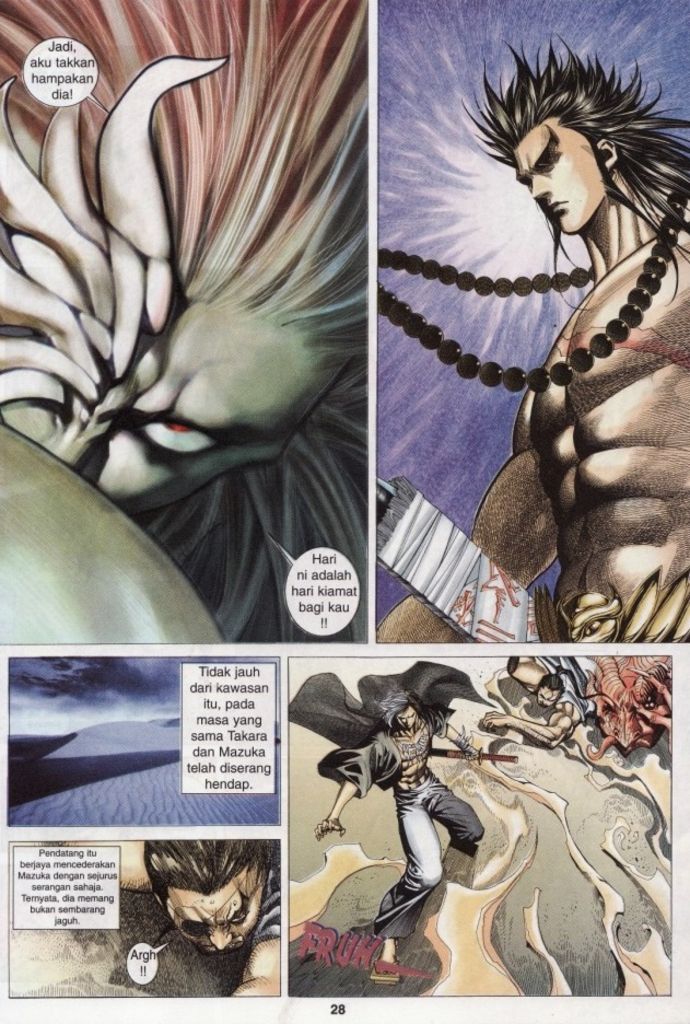 Jadi,
aku takkan
hampakan
dia!
Hari
ni adalah
hari kiamat
bagi kau
!!
Tidak jauh
dari kawasan
itu, pada
masa yang
sama Takara
dan Mazuka
telah diserang
hendap.
Pendatang itu
berjaya mencederakan
Mazuka dengan sejurus
serangan sahaja.
Ternyata, dia memang
bukan sembarang
jaguh.
Argh
!!
FRUH
28